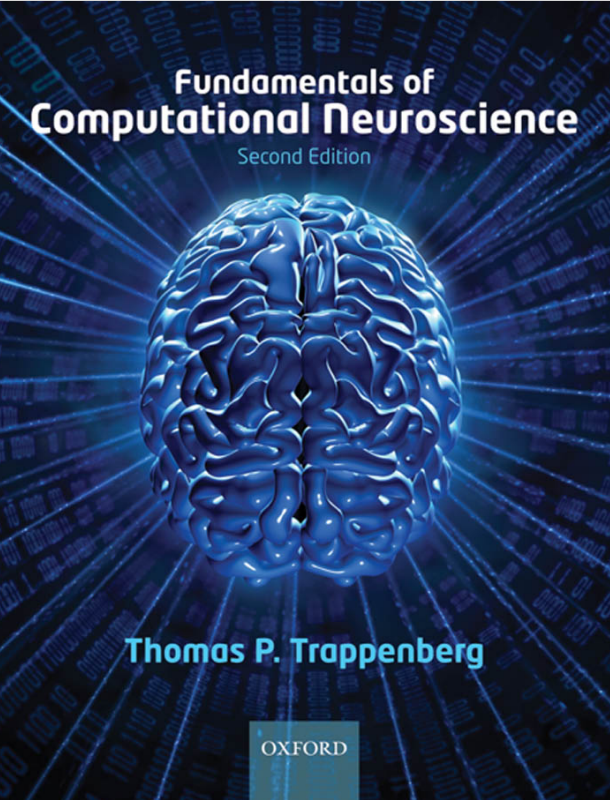 Fundamentals of
Computational Neuroscience
Second Edition
Thomas P. Trappenberg
OXFORD